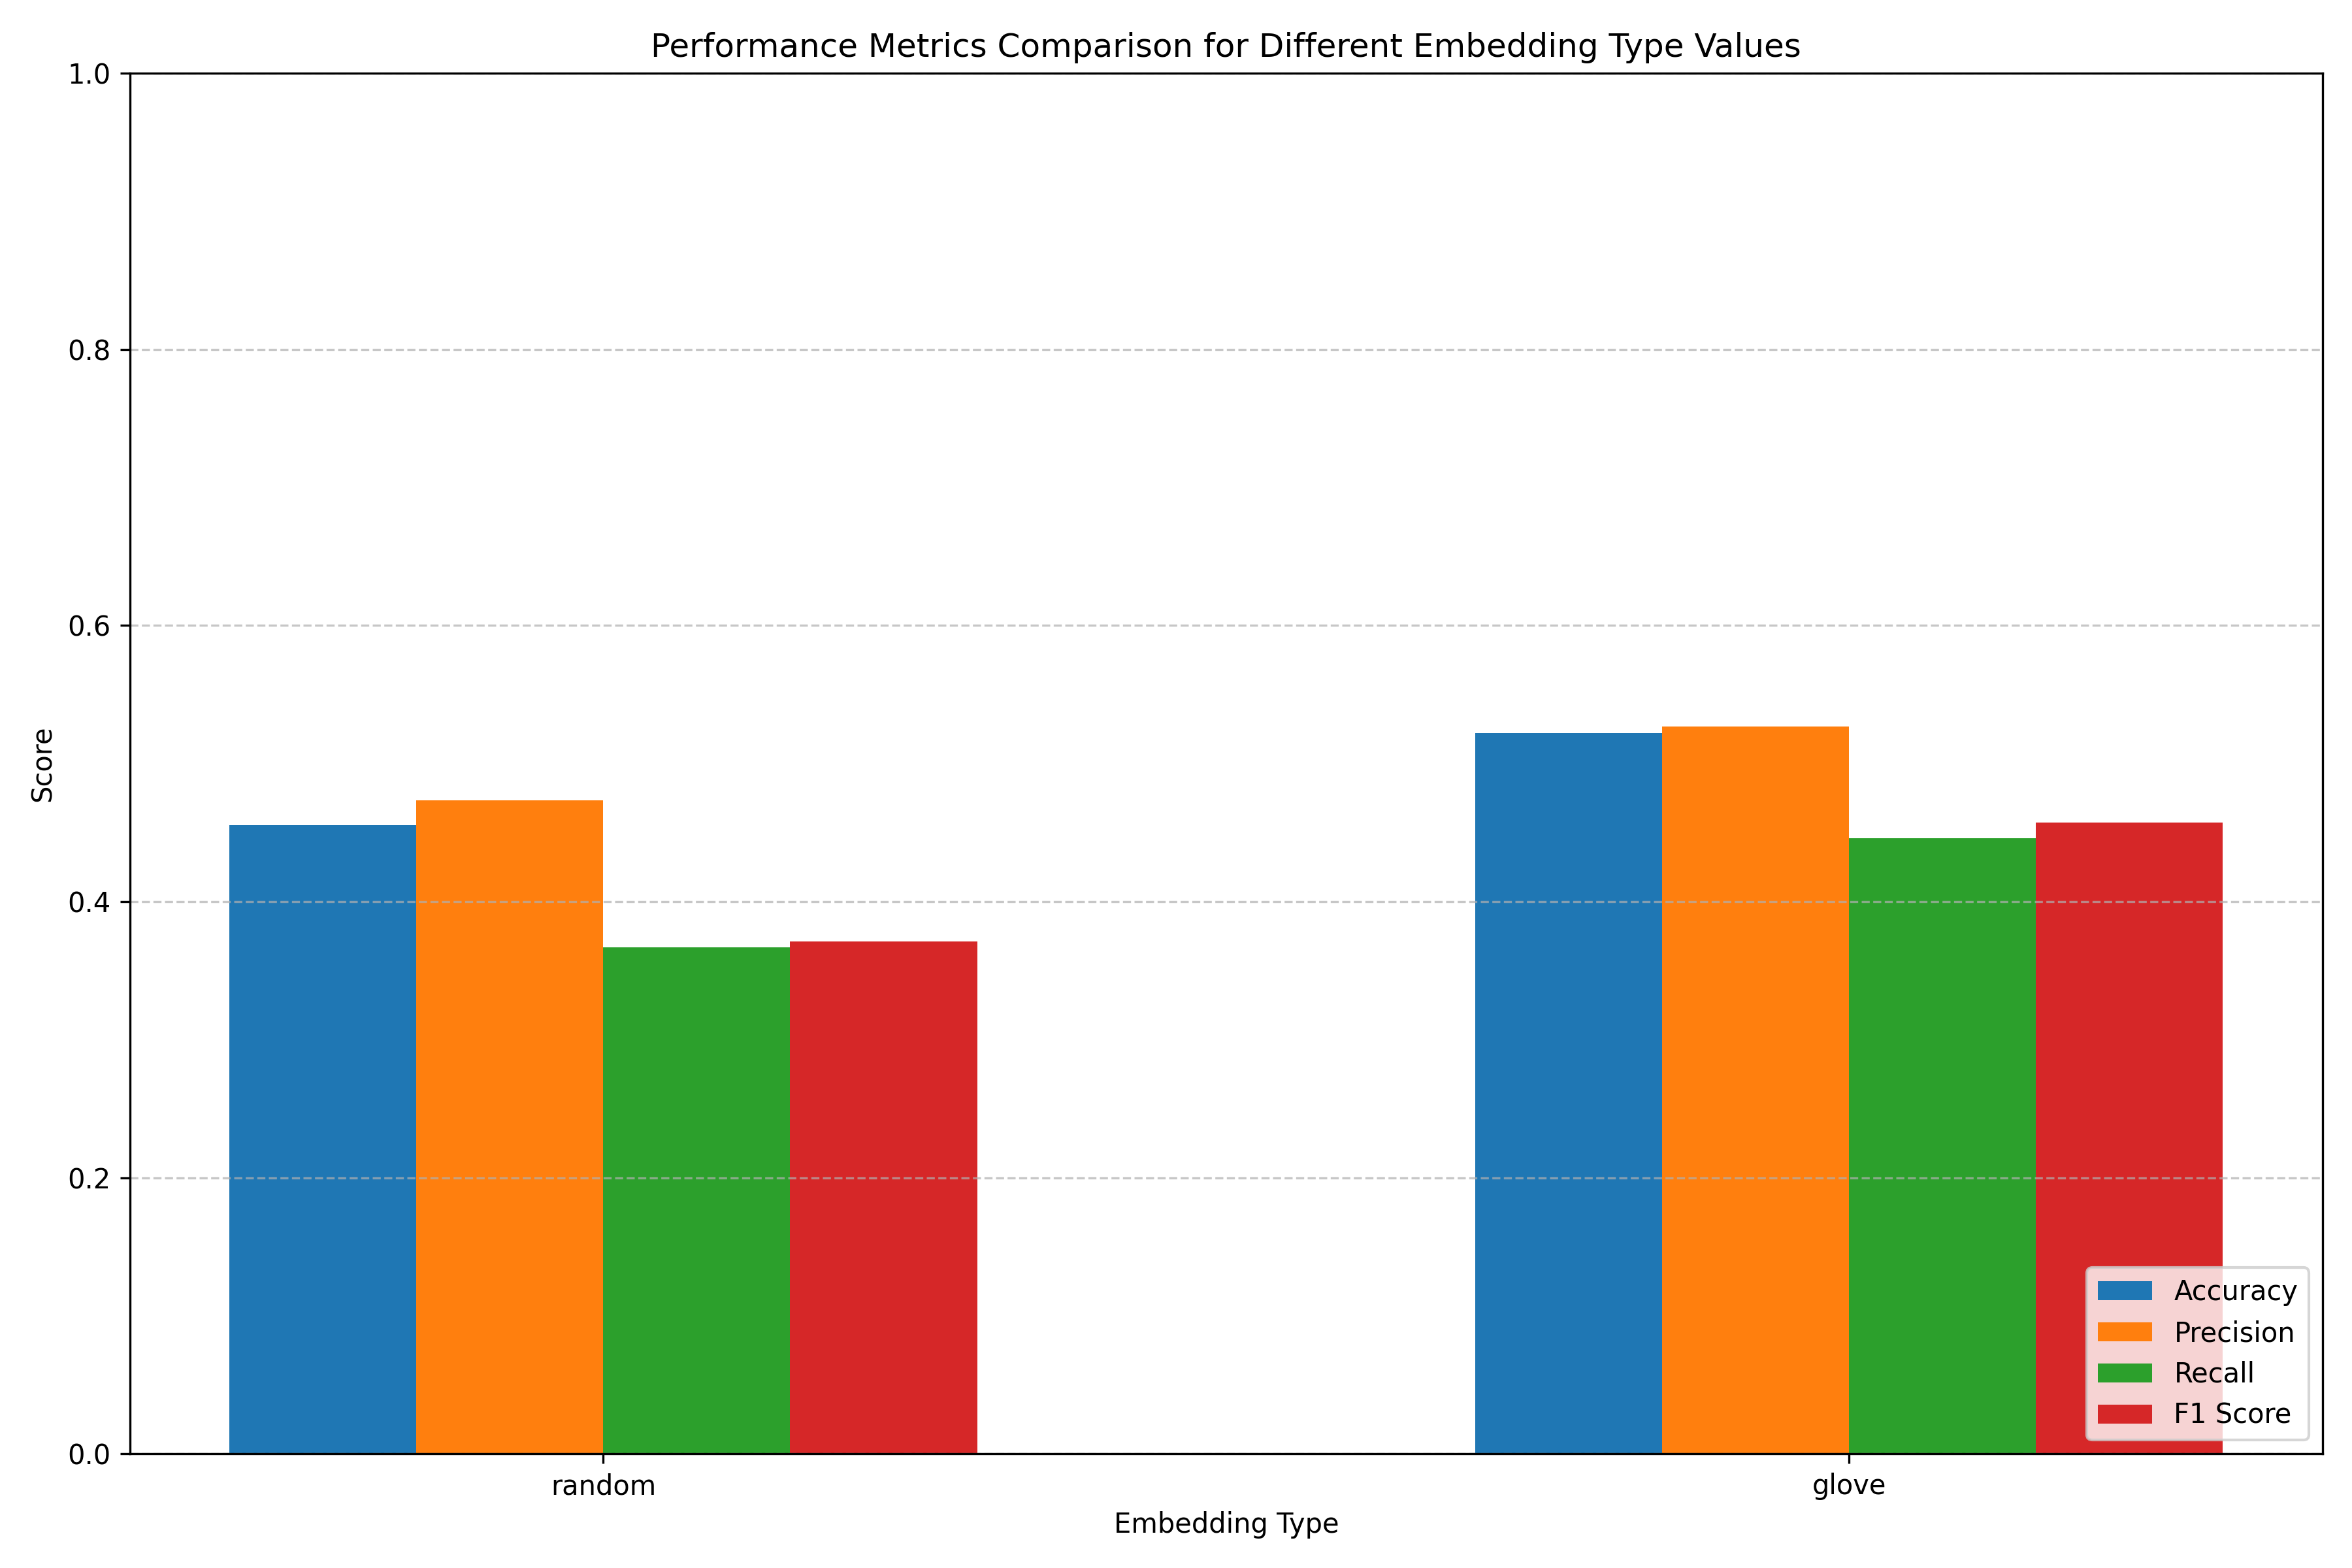 Performance Metrics Comparison for Different Embedding Type Values
1.0
0.8
0.6
0.4
0.2
0.0
Score
random
glove
Embedding Type
Accuracy
Precision
Recall
F1 Score